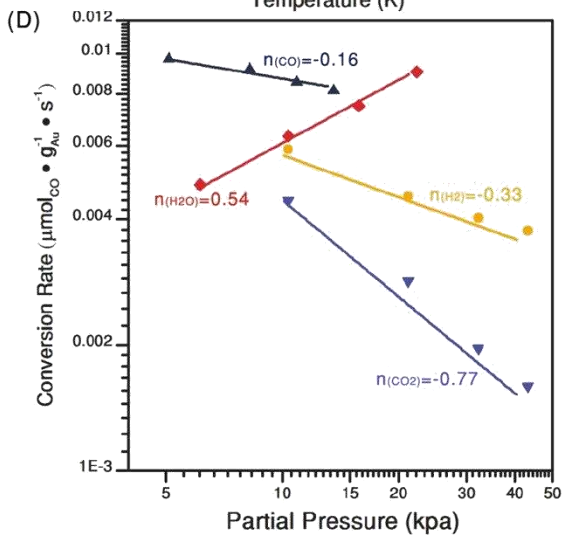 Temperature (K)
(D)
0.012
0.01
0.008
0.006
0.004
0.002
1E-3
Conversion Rate (μmolCO • g-1Au • s-1)
n(CO)=-0.16
n(H2O)=0.54
n(H2)=-0.33
n(CO2)=-0.77
5 10 15 20 30 40 50
Partial Pressure (kpa)